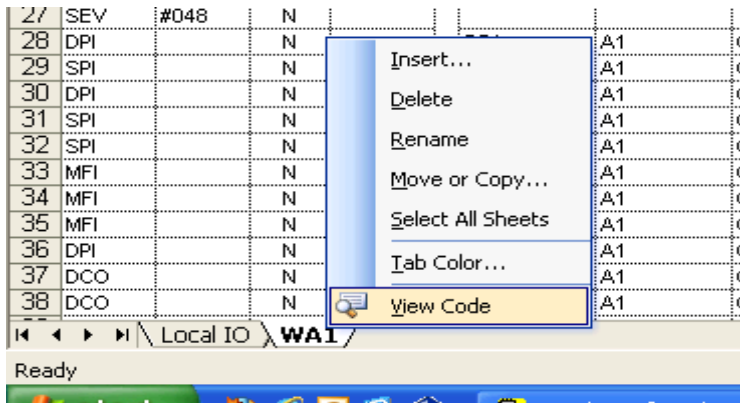 27 SEV #048 N
28 DPI N A1
Insert...
29 SPI N A1
30 DPI N A1
Delete
31 SPI N A1
32 SPI N A1
Rename
33 MFI N A1
Move or Copy...
34 MFI N A1
35 MFI N A1
Select All Sheets
36 DPI N A1
Tab Color...
37 DCO N A1
38 DCO N A1
View Code
Local IO WA1
Ready